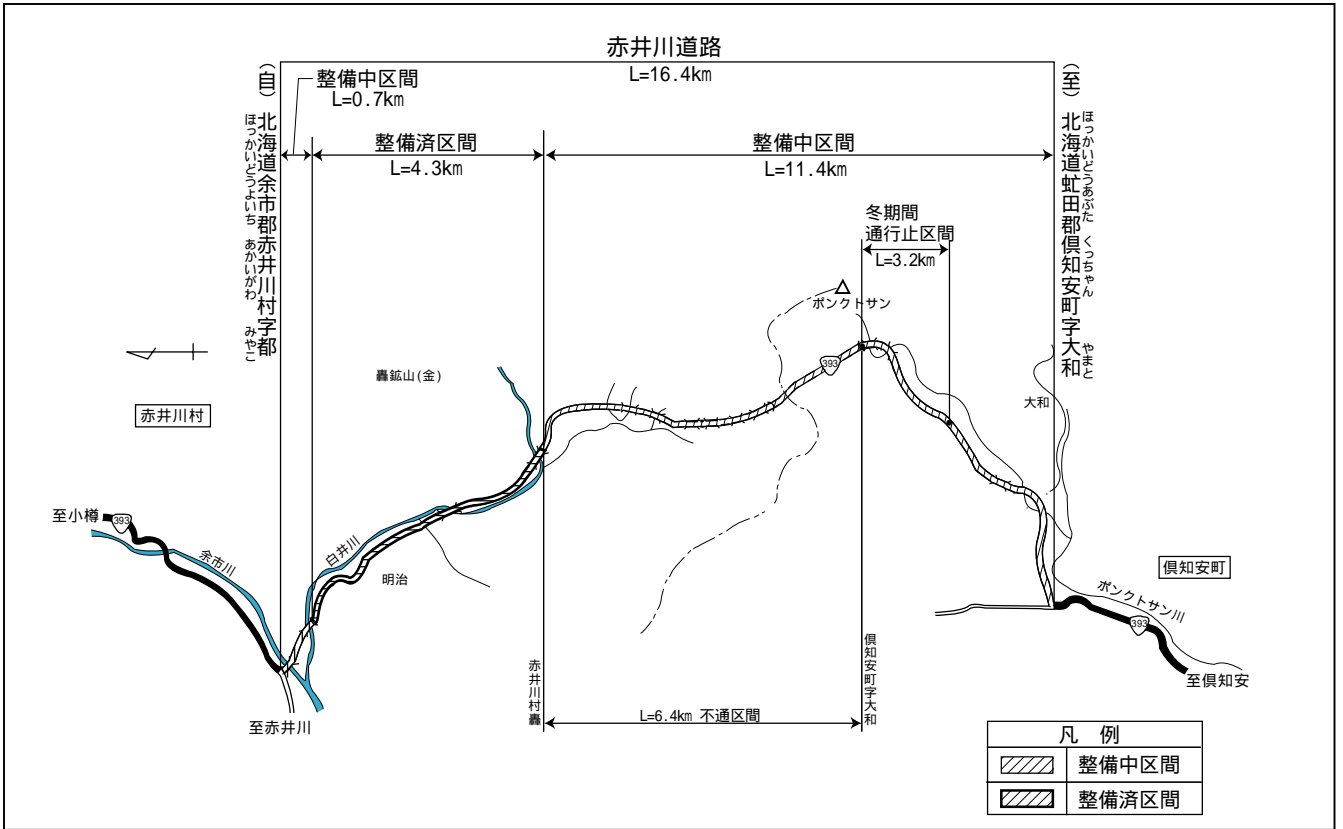 赤井川道路
L=16.4km
(自)
北海道余市郡赤井川村字都
ほっかいどうよいち あかいがわ みやこ
整備中区間
L=0.7km
整備済区間
L=4.3km
整備中区間
L=11.4km
(至)
北海道虻田郡倶知安町字大和
ほっかいどうあぶた くっちゃん やまと
冬期間
通行止区間
L=3.2km
ポンクトサン
393
轟鉱山(金)
赤井川村
大和
至小樽
393
余市川
白井川
明治
倶知安町
ポンクトサン川
393
至倶知安
至赤井川
赤井川村轟
L=6.4km 不通区間
倶知安町字大和
凡 例
整備中区間
整備済区間